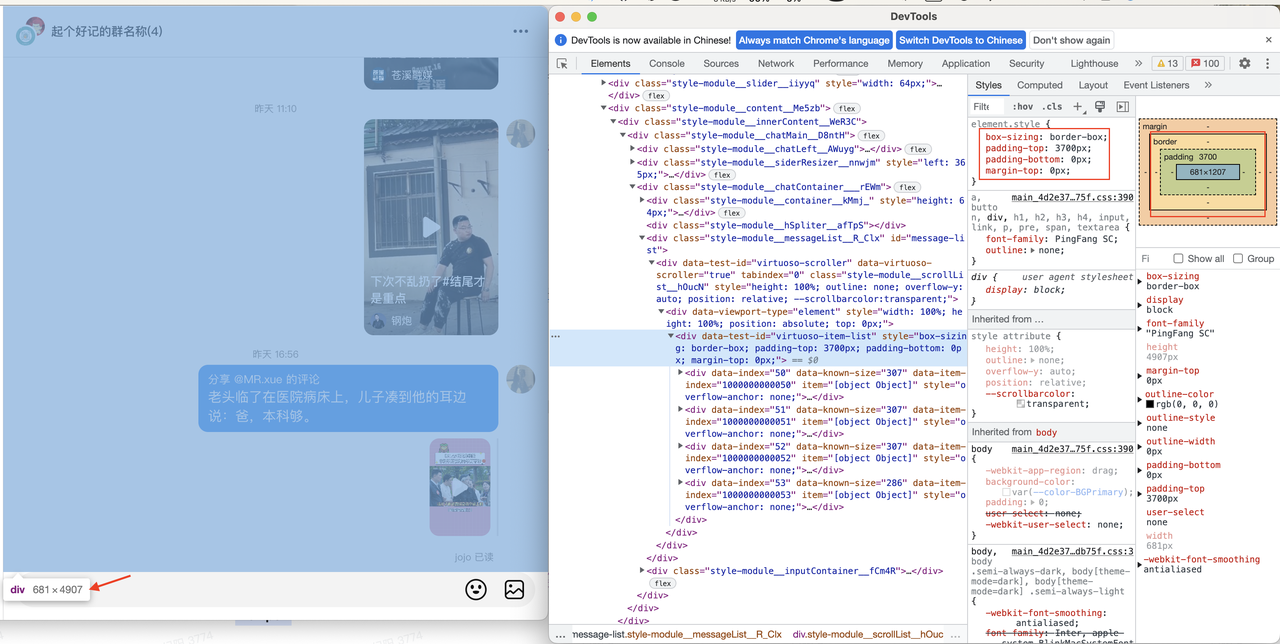 起个好记的群名称(4)
苍溪融媒
昨天 11:10
下次不乱扔了#结尾才
是重点
钢炮
昨天 16:56
分享 @MR.xue 的评论
老头临了在医院病床上，儿子凑到他的耳边
说：爸，本科够。
jojo 已读
div 681 × 4907
DevTools
DevTools is now available in Chinese! Always match Chrome's language Switch DevTools to Chinese Don't show again
Elements Console Sources Network Performance Memory Application Security Lighthouse » 13 100
<div class="style-module__slider__iiyyq" style="width: 64px;">…
</div> flex
<div class="style-module__content__Me5zb"> flex
<div class="style-module__innerContent__WeR3C">
<div class="style-module__chatMain__D8ntH"> flex
<div class="style-module__chatLeft__AWuyg">…</div> flex
<div class="style-module__siderResizer__nnwjm" style="left: 36
5px;">…</div> flex
<div class="style-module__chatContainer___rEWm"> flex
<div class="style-module__container__kMmj_" style="height: 6
4px;">…</div> flex
<div class="style-module__hSpliter__afTpS"></div>
<div class="style-module__messageList__R_Clx" id="message-li
st">
<div data-test-id="virtuoso-scroller" data-virtuoso-
scroller="true" tabindex="0" class="style-module__scrollLi
st__hOucN" style="height: 100%; outline: none; overflow-y:
auto; position: relative; --scrollbarcolor:transparent;">
<div data-viewport-type="element" style="width: 100%; he
ight: 100%; position: absolute; top: 0px;">
<div data-test-id="virtuoso-item-list" style="box-sizin
g: border-box; padding-top: 3700px; padding-bottom: 0p
x; margin-top: 0px;"> == $0
<div data-index="50" data-known-size="307" data-item-
index="1000000000050" item="[object Object]" style="o
verflow-anchor: none;">…</div>
<div data-index="51" data-known-size="307" data-item-
index="1000000000051" item="[object Object]" style="o
verflow-anchor: none;">…</div>
<div data-index="52" data-known-size="307" data-item-
index="1000000000052" item="[object Object]" style="o
verflow-anchor: none;">…</div>
<div data-index="53" data-known-size="286" data-item-
index="1000000000053" item="[object Object]" style="o
verflow-anchor: none;">…</div>
</div>
</div>
</div>
</div>
<div class="style-module__inputContainer__fCm4R">…</div>
flex
</div>
</div>
</div>
… message-list.style-module__messageList__R_Clx div.style-module__scrollList__hOuc …
Styles Computed Layout Event Listeners »
Filte :hov .cls +
element.style {
box-sizing: border-box;
padding-top: 3700px;
padding-bottom: 0px;
margin-top: 0px;
}
a, main_4d2e37…75f.css:390
butto
n, div, h1, h2, h3, h4, input,
link, p, pre, span, textarea {
font-family: PingFang SC;
outline: none;
}
div { user agent stylesheet
display: block;
}
Inherited from …
style attribute {
height: 100%;
outline: none;
overflow-y: auto;
position: relative;
--scrollbarcolor:
transparent;
}
Inherited from body
body main_4d2e37…75f.css:390
{
-webkit-app-region: drag;
background-color:
var(--color-BGPrimary);
padding: 0;
user-select: none;
-webkit-user-select: none;
}
body, main_4d2e37…db75f.css:3
body
.semi-always-dark, body[theme-
mode=dark], body[theme-
mode=dark] .semi-always-light
{
-webkit-font-smoothing:
antialiased;
font-family: Inter, apple-
system, BlinkMacSystemFont
margin -
border -
padding 3700
681×1207
Fi Show all Group
box-sizing
border-box
display
block
font-family
"PingFang SC"
height
4907px
margin-top
0px
outline-color
rgb(0, 0, 0)
outline-style
none
outline-width
0px
padding-bottom
0px
padding-top
3700px
user-select
none
width
681px
-webkit-font-smoothing
antialiased